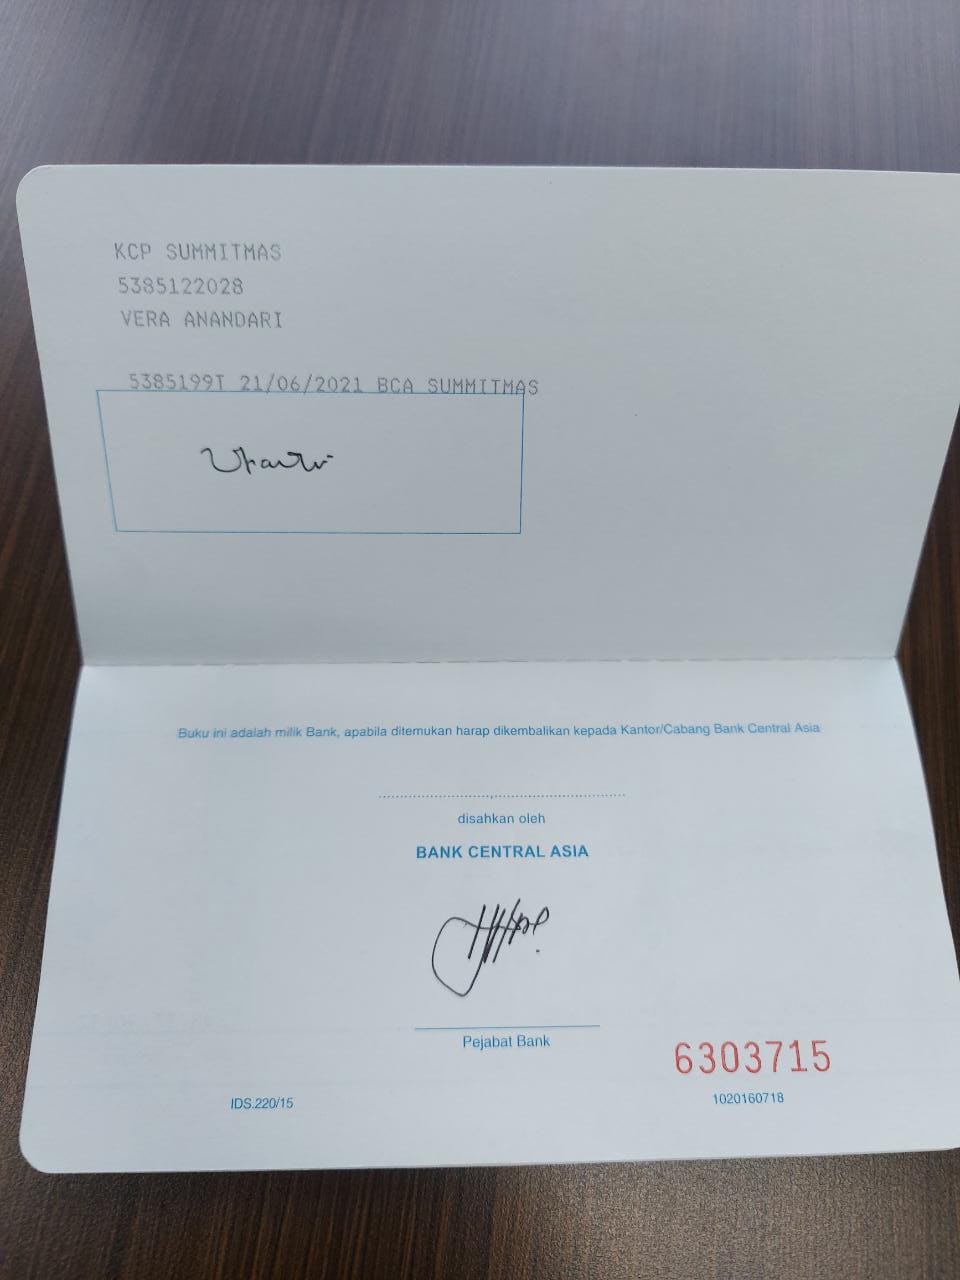 KCP SUMMITMAS
5385122028
VERA ANANDARI
5385199T 21/06/2021 BCA SUMMITMAS
Buku ini adalah milik Bank, apabila ditemukan harap dikembalikan kepada Kantor/Cabang Bank Central Asia
disahkan oleh
BANK CENTRAL ASIA
Pejabat Bank
6303715
IDS.220/15
1020160718